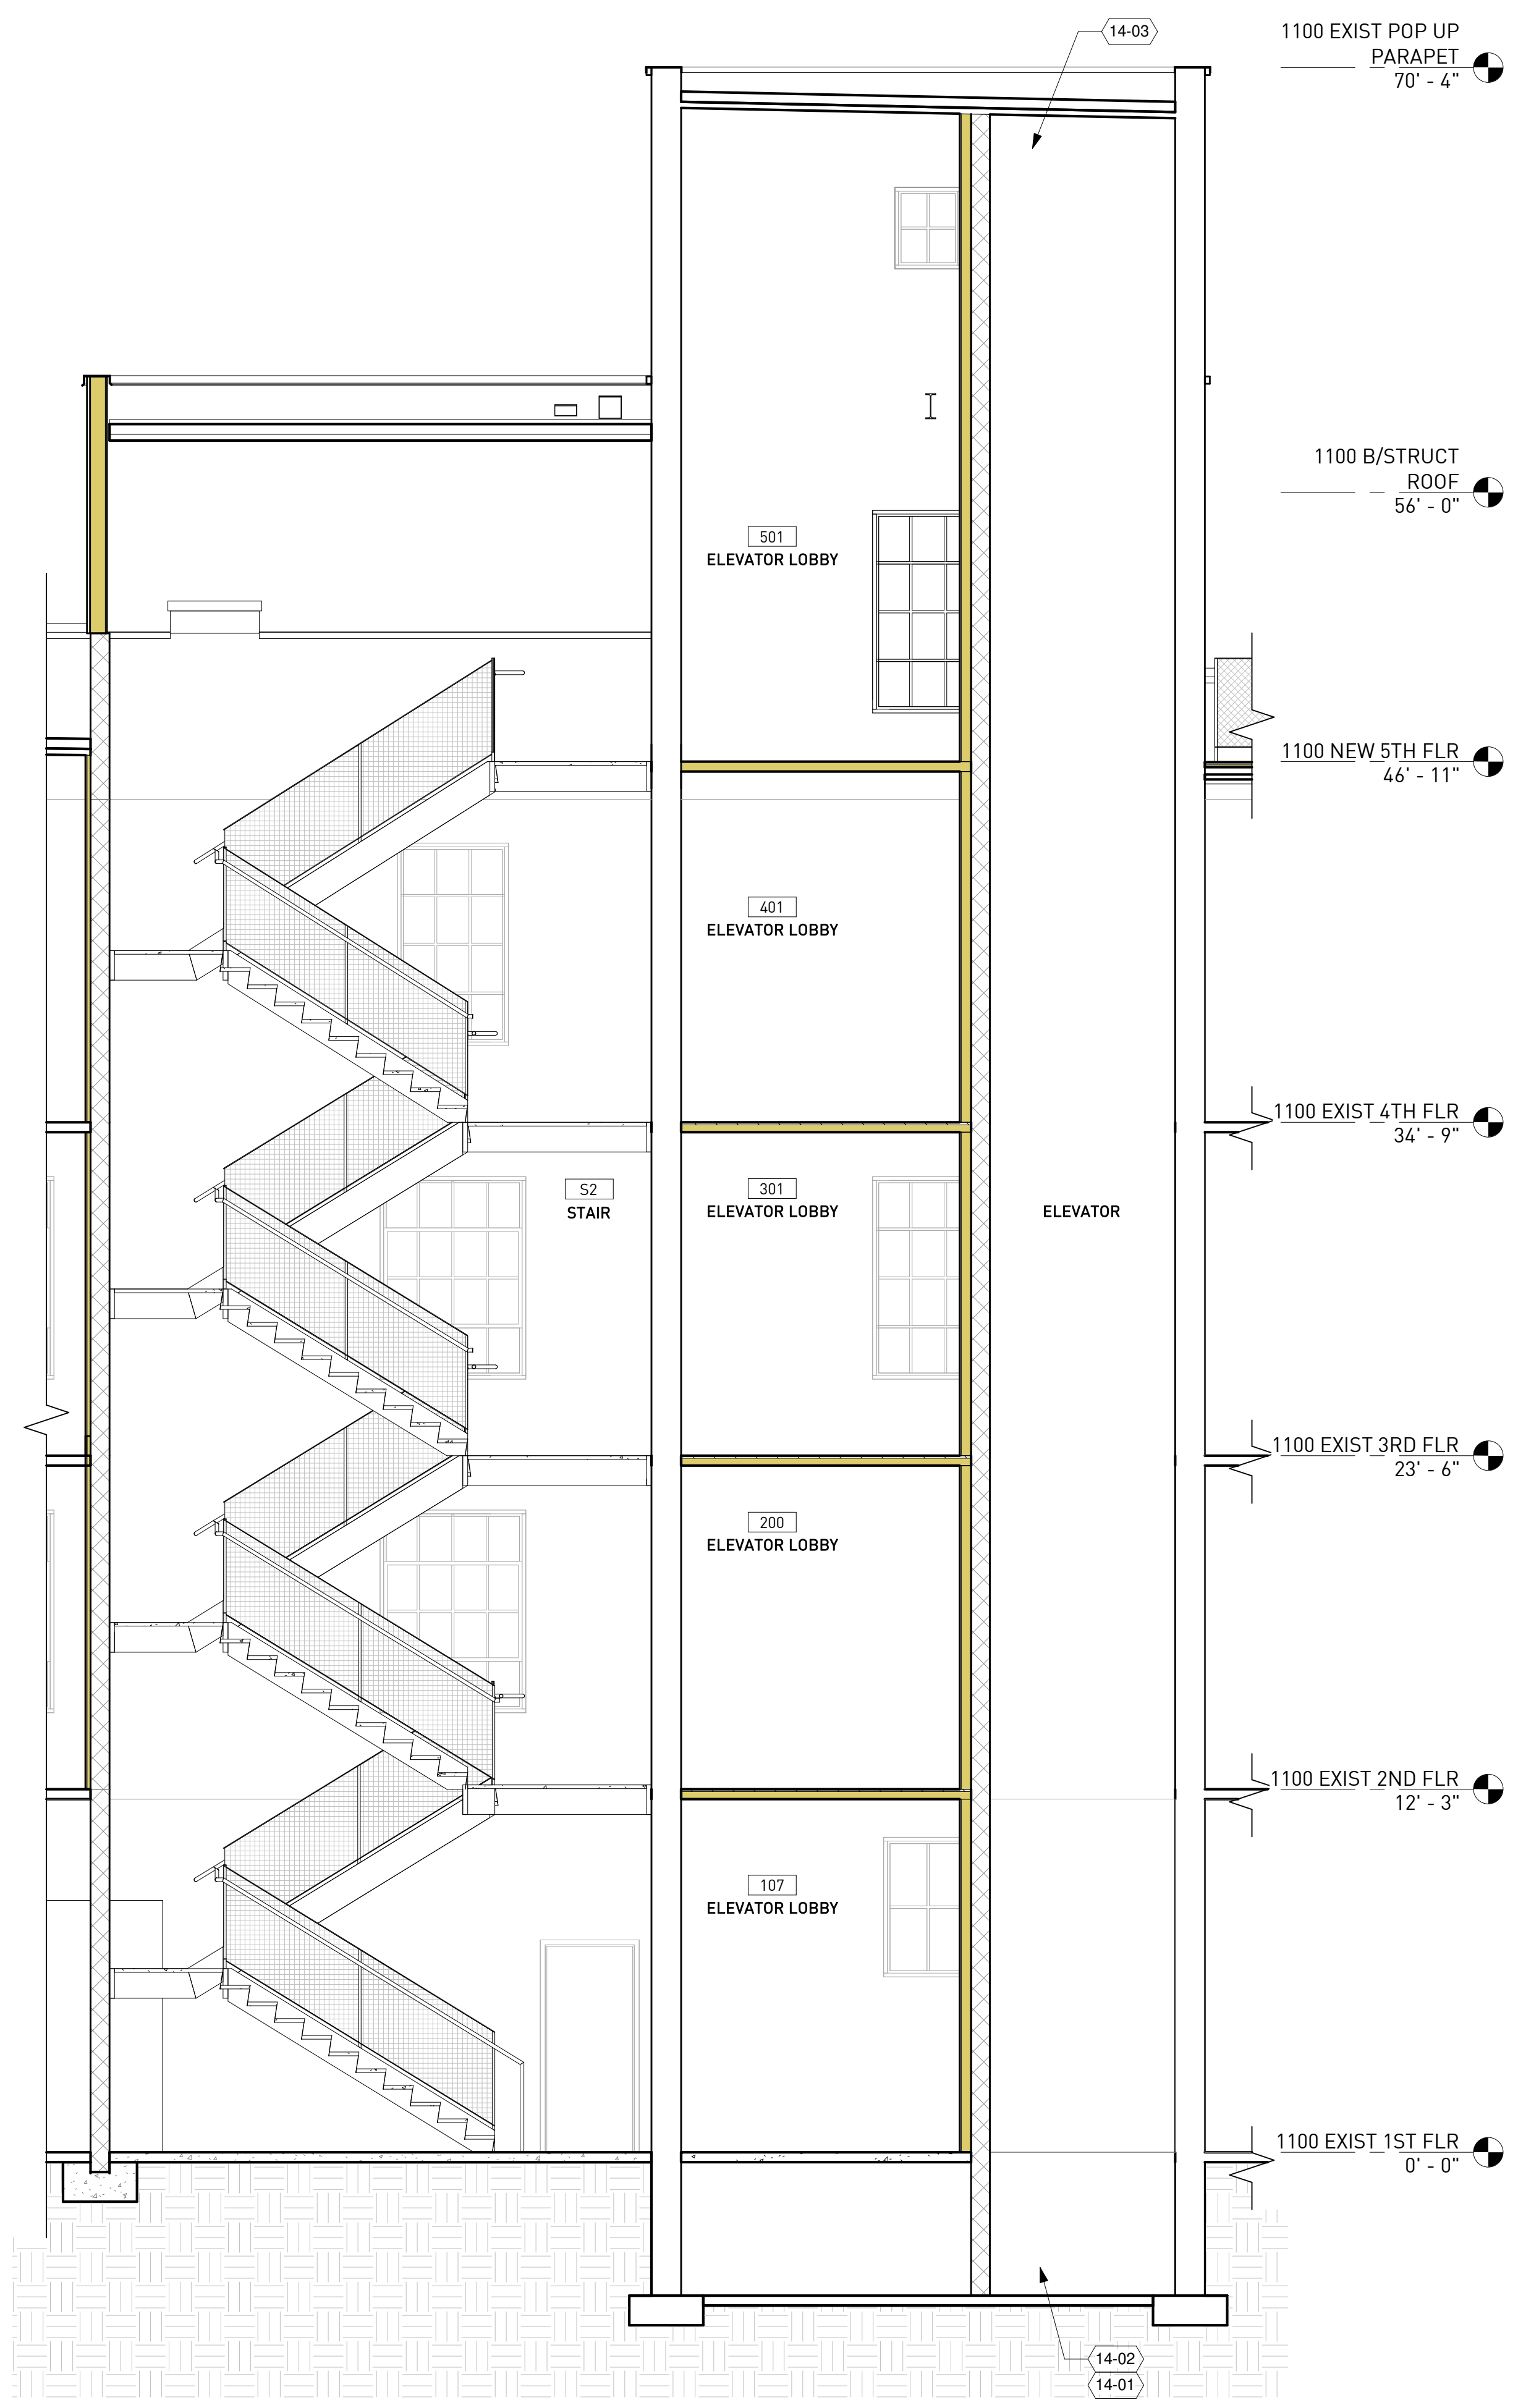 14-03
1100 EXIST POP UP
PARAPET
70' - 4"
1100 B/STRUCT
ROOF
56' - 0"
501
ELEVATOR LOBBY
1100 NEW 5TH FLR
46' - 11"
401
ELEVATOR LOBBY
1100 EXIST 4TH FLR
34' - 9"
S2
STAIR
301
ELEVATOR LOBBY
ELEVATOR
1100 EXIST 3RD FLR
23' - 6"
200
ELEVATOR LOBBY
1100 EXIST 2ND FLR
12' - 3"
107
ELEVATOR LOBBY
1100 EXIST 1ST FLR
0' - 0"
14-02
14-01